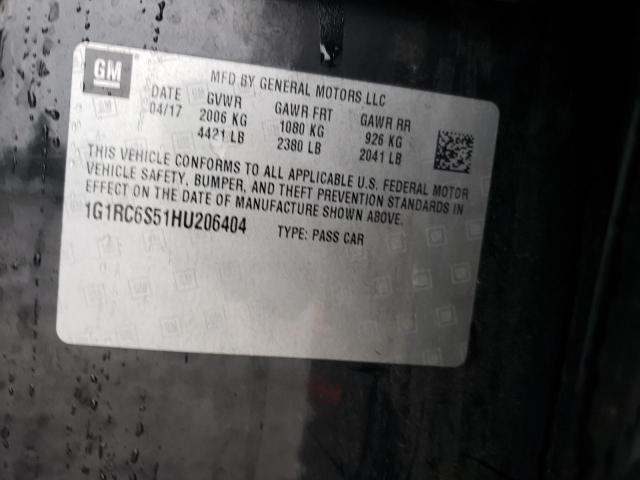 GM
MFD BY GENERAL MOTORS LLC
DATE GVWR GAWR FRT GAWR RR
04/17 2006 KG 1080 KG 926 KG
4421 LB 2380 LB 2041 LB
THIS VEHICLE CONFORMS TO ALL APPLICABLE U.S. FEDERAL MOTOR
VEHICLE SAFETY, BUMPER, AND THEFT PREVENTION STANDARDS IN
EFFECT ON THE DATE OF MANUFACTURE SHOWN ABOVE.
1G1RC6S51HU206404 TYPE: PASS CAR